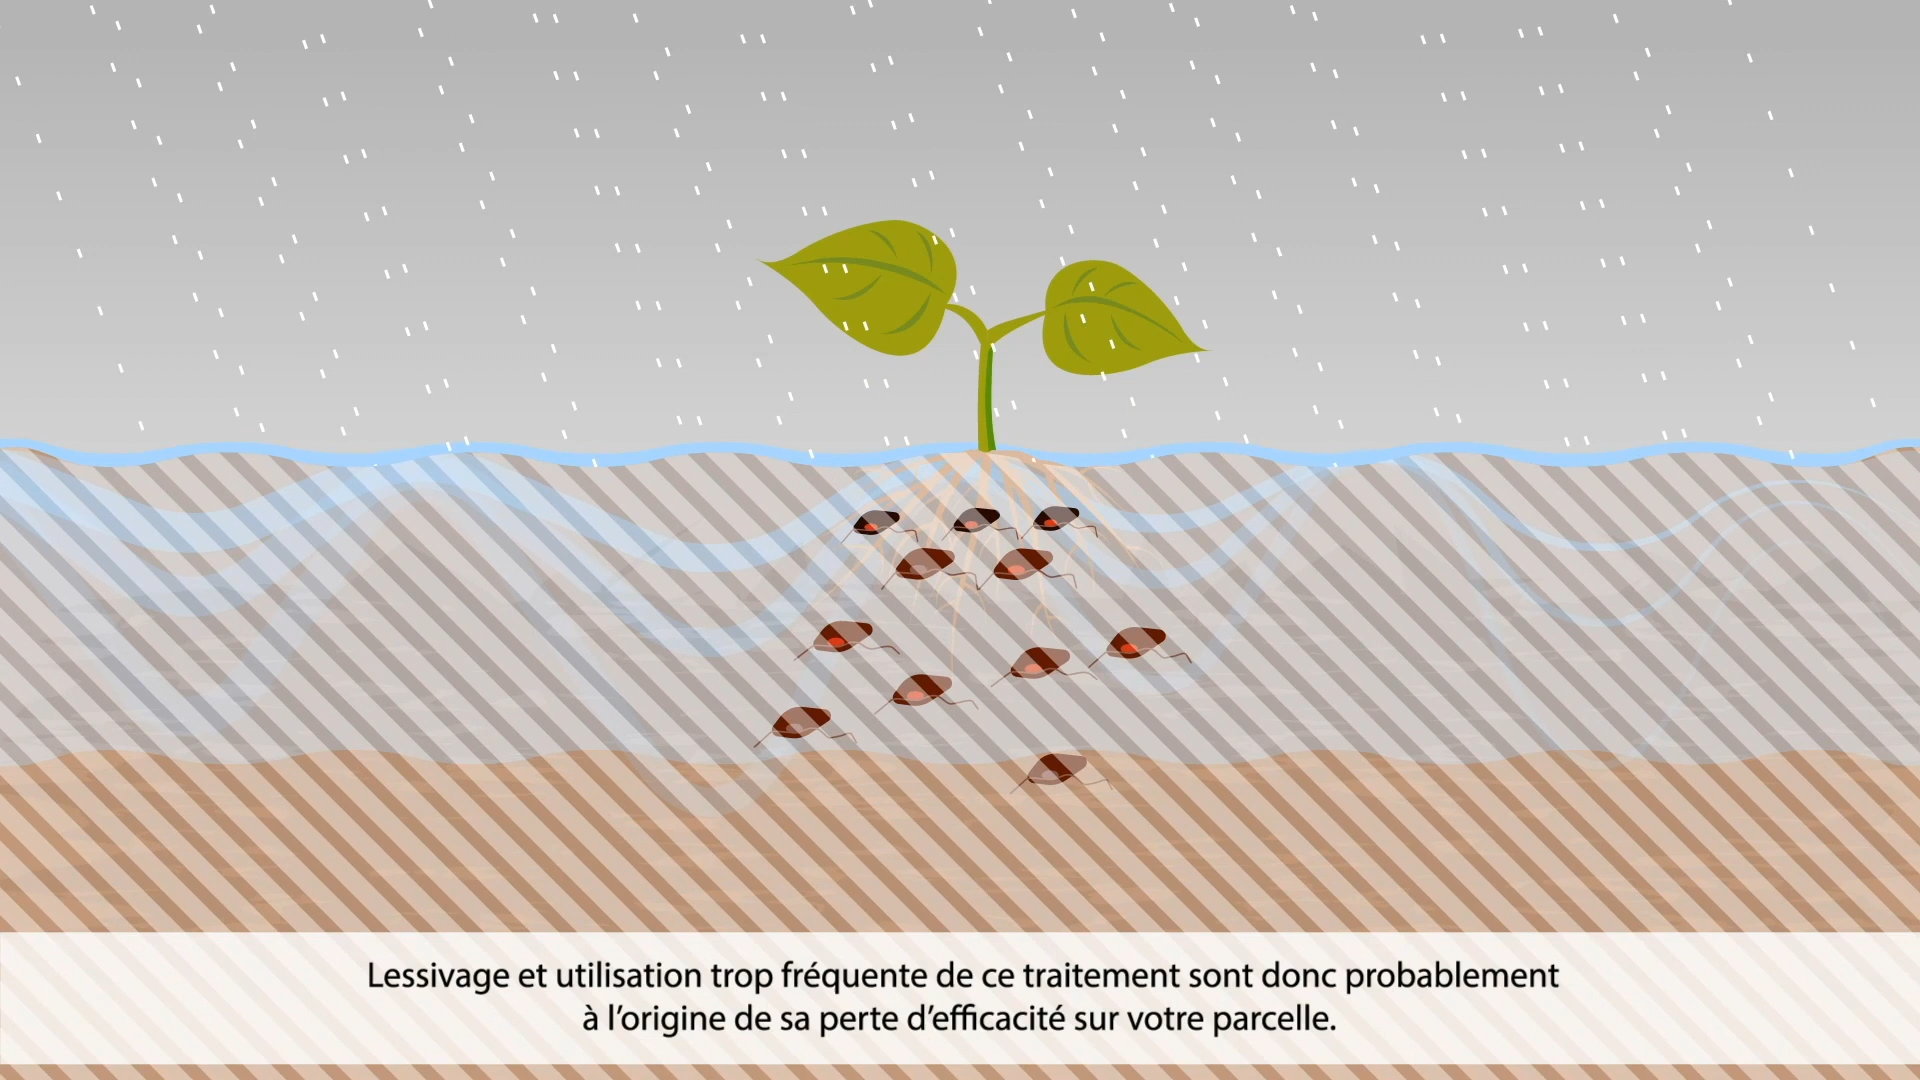 Lessivage et utilisation trop fréquente de ce traitement sont donc probablement
à l’origine de sa perte d’efficacité sur votre parcelle.